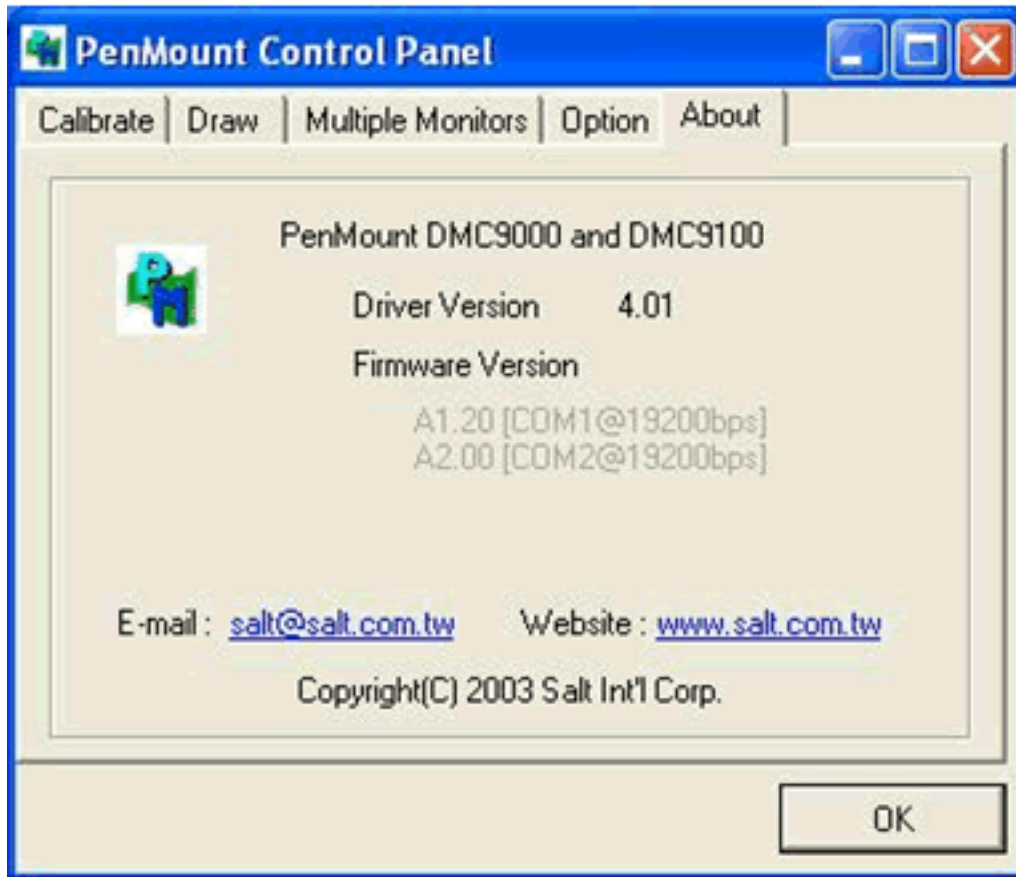 PenMount Control Panel
Calibrate Draw Multiple Monitors Option About
PenMount DMC9000 and DMC9100
PM
Driver Version 4.01
Firmware Version
A1.20 [COM1@19200bps]
A2.00 [COM2@19200bps]
E-mail : salt@salt.com.tw Website : www.salt.com.tw
Copyright(C) 2003 Salt Int'l Corp.
OK